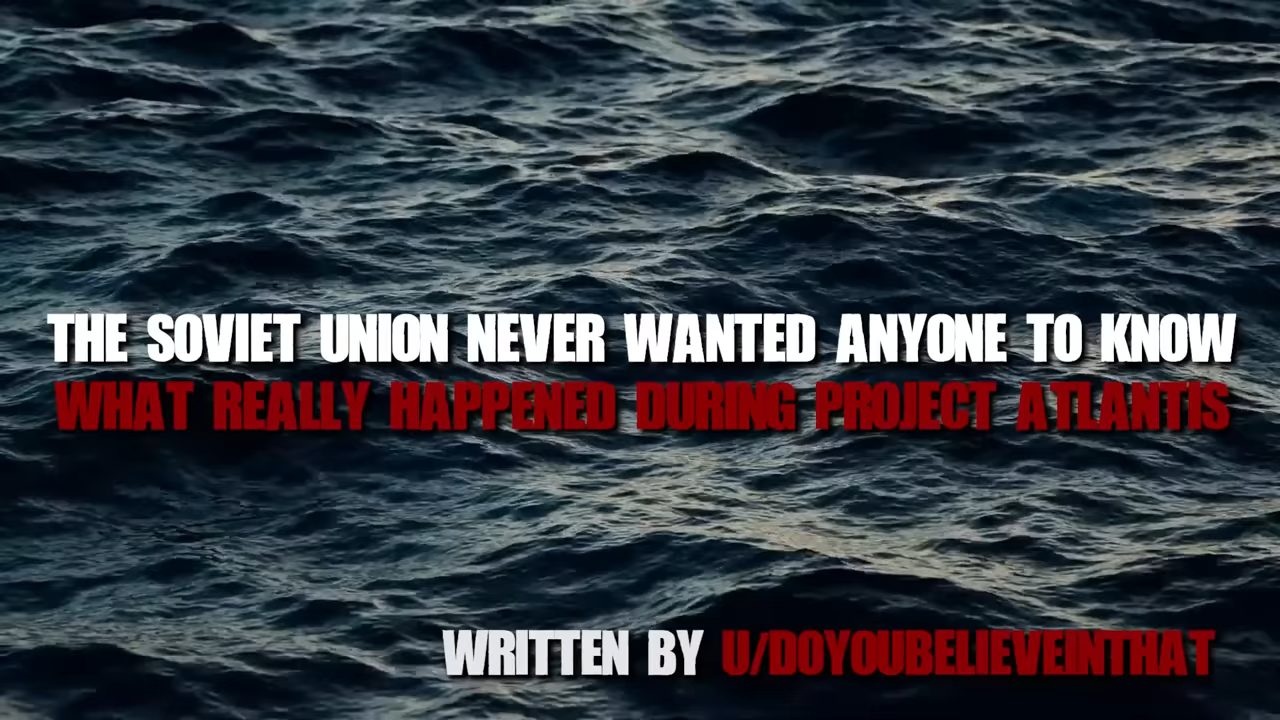 THE SOVIET UNION NEVER WANTED ANYONE TO KNOW
WHAT REALLY HAPPENED DURING PROJECT ATLANTIS
WRITTEN BY U/DOYOUBELIEVEINTHAT